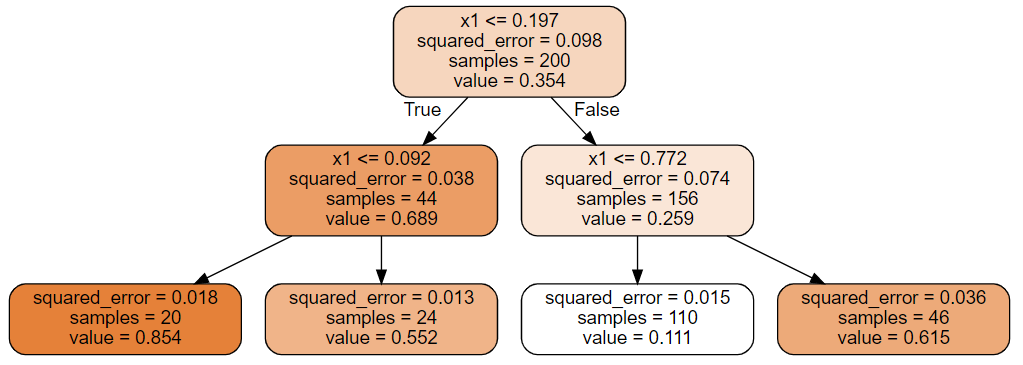 x1 <= 0.197
squared_error = 0.098
samples = 200
value = 0.354
True
False
x1 <= 0.092
squared_error = 0.038
samples = 44
value = 0.689
x1 <= 0.772
squared_error = 0.074
samples = 156
value = 0.259
squared_error = 0.018
samples = 20
value = 0.854
squared_error = 0.013
samples = 24
value = 0.552
squared_error = 0.015
samples = 110
value = 0.111
squared_error = 0.036
samples = 46
value = 0.615